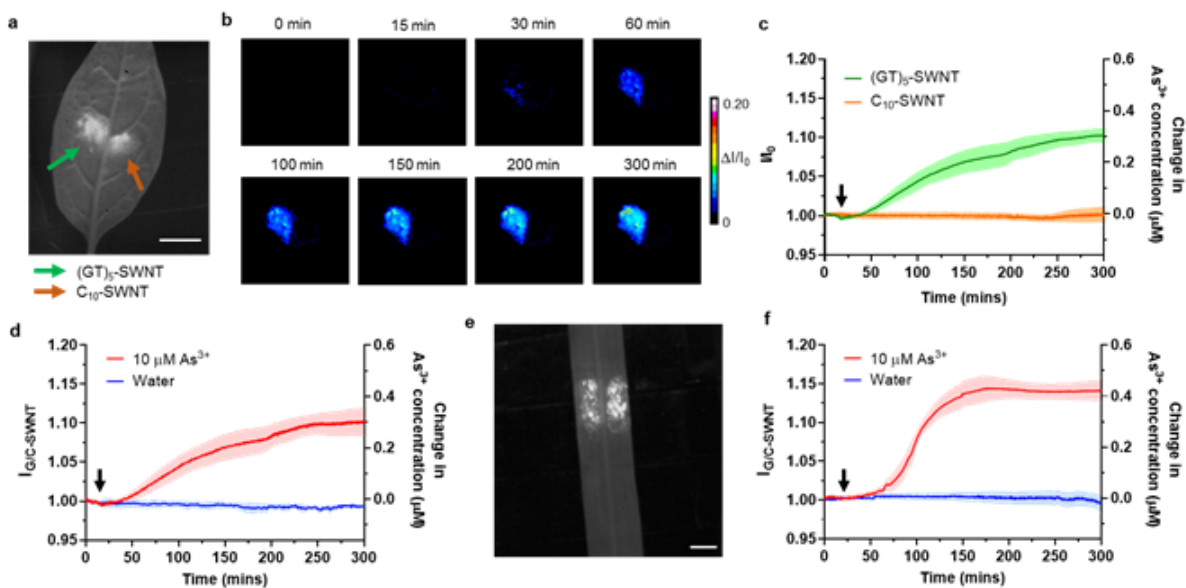 a
(GT)₅-SWNT
C₁₀-SWNT
b
0 min
15 min
30 min
60 min
100 min
150 min
200 min
300 min
0.20
ΔI/I₀
0
c
(GT)₅-SWNT
C₁₀-SWNT
1.20
1.15
1.10
1.05
1.00
0.95
I/I₀
0.6
0.4
0.2
0.0
Change in
As³⁺ concentration (μM)
0 50 100 150 200 250 300
Time (mins)
d
10 μM As³⁺
Water
1.20
1.15
1.10
1.05
1.00
0.95
I_G/C-SWNT
0.6
0.4
0.2
0.0
Change in
As³⁺ concentration (μM)
0 50 100 150 200 250 300
Time (mins)
e
f
10 μM As³⁺
Water
1.20
1.15
1.10
1.05
1.00
0.95
I_G/C-SWNT
0.6
0.4
0.2
0.0
Change in
As³⁺ concentration (μM)
0 50 100 150 200 250 300
Time (mins)